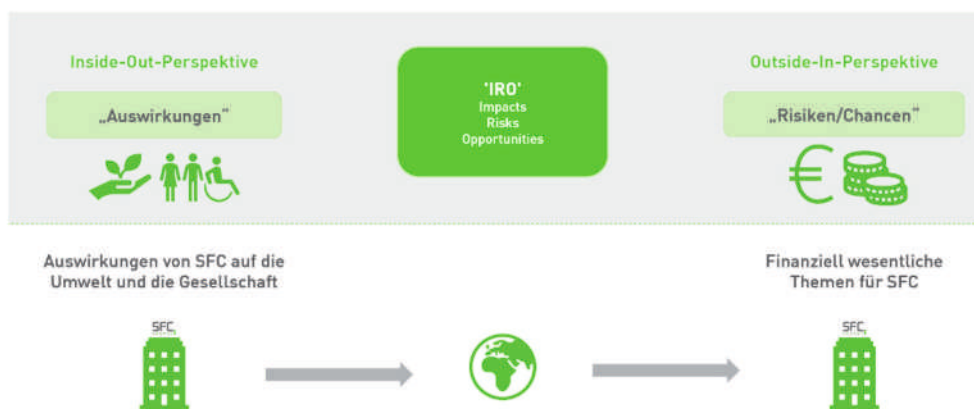 Inside-Out-Perspektive
„Auswirkungen“
'IRO'
Impacts
Risks
Opportunities
Outside-In-Perspektive
„Risiken/Chancen“
Auswirkungen von SFC auf die
Umwelt und die Gesellschaft
Finanziell wesentliche
Themen für SFC
SFC
SFC